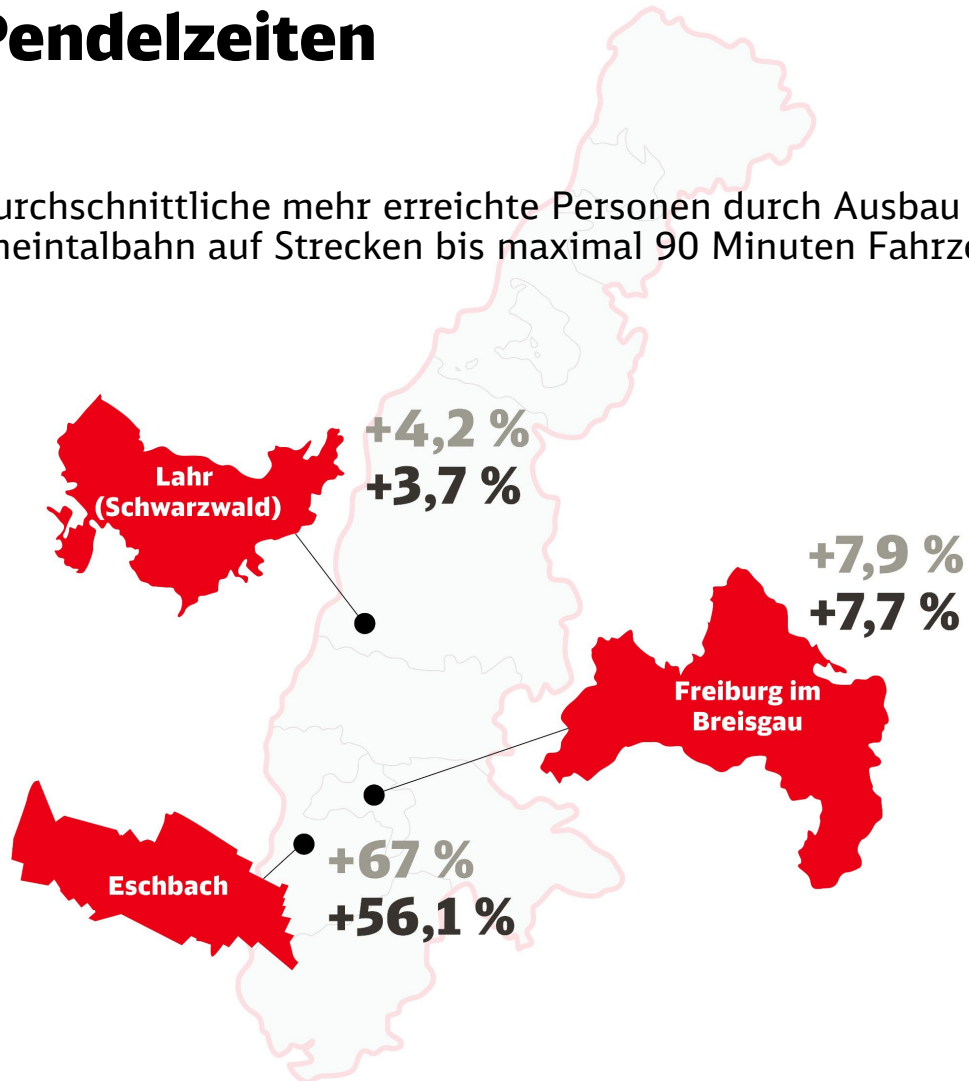 Pendelzeiten
urchschnittliche mehr erreichte Personen durch Ausbau
heintalbahn auf Strecken bis maximal 90 Minuten Fahrze
+4,2 %
+3,7 %
Lahr
(Schwarzwald)
+7,9 %
+7,7 %
Freiburg im
Breisgau
+67 %
+56,1 %
Eschbach